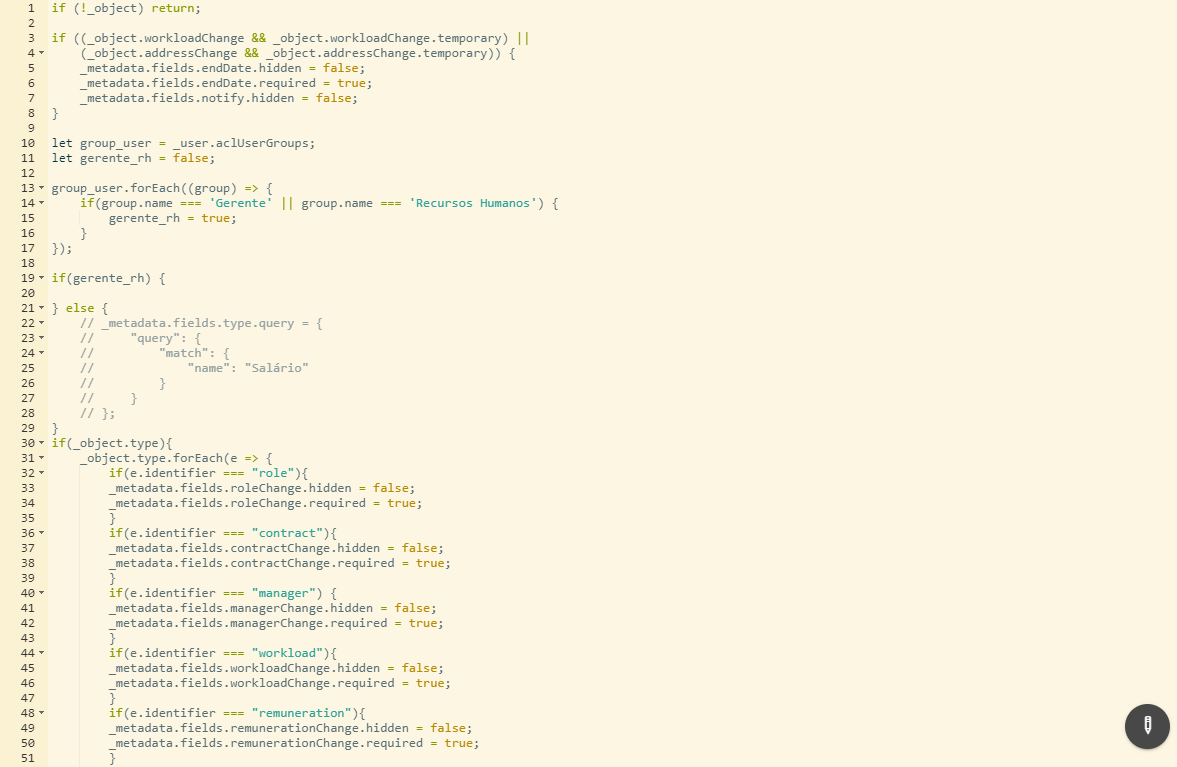 1 if (!_object) return;
2
3 if ((_object.workloadChange && _object.workloadChange.temporary) ||
4     (_object.addressChange && _object.addressChange.temporary)) {
5     _metadata.fields.endDate.hidden = false;
6     _metadata.fields.endDate.required = true;
7     _metadata.fields.notify.hidden = false;
8 }
9
10 let group_user = _user.aclUserGroups;
11 let gerente_rh = false;
12
13 group_user.forEach((group) => {
14     if(group.name === 'Gerente' || group.name === 'Recursos Humanos') {
15         gerente_rh = true;
16     }
17 });
18
19 if(gerente_rh) {
20
21 } else {
22     // _metadata.fields.type.query = {
23     //     "query": {
24     //         "match": {
25     //             "name": "Salário"
26     //         }
27     //     }
28     // };
29 }
30 if(_object.type){
31     _object.type.forEach(e => {
32         if(e.identifier === "role"){
33         _metadata.fields.roleChange.hidden = false;
34         _metadata.fields.roleChange.required = true;
35         }
36         if(e.identifier === "contract"){
37         _metadata.fields.contractChange.hidden = false;
38         _metadata.fields.contractChange.required = true;
39         }
40         if(e.identifier === "manager") {
41         _metadata.fields.managerChange.hidden = false;
42         _metadata.fields.managerChange.required = true;
43         }
44         if(e.identifier === "workload"){
45         _metadata.fields.workloadChange.hidden = false;
46         _metadata.fields.workloadChange.required = true;
47         }
48         if(e.identifier === "remuneration"){
49         _metadata.fields.remunerationChange.hidden = false;
50         _metadata.fields.remunerationChange.required = true;
51         }